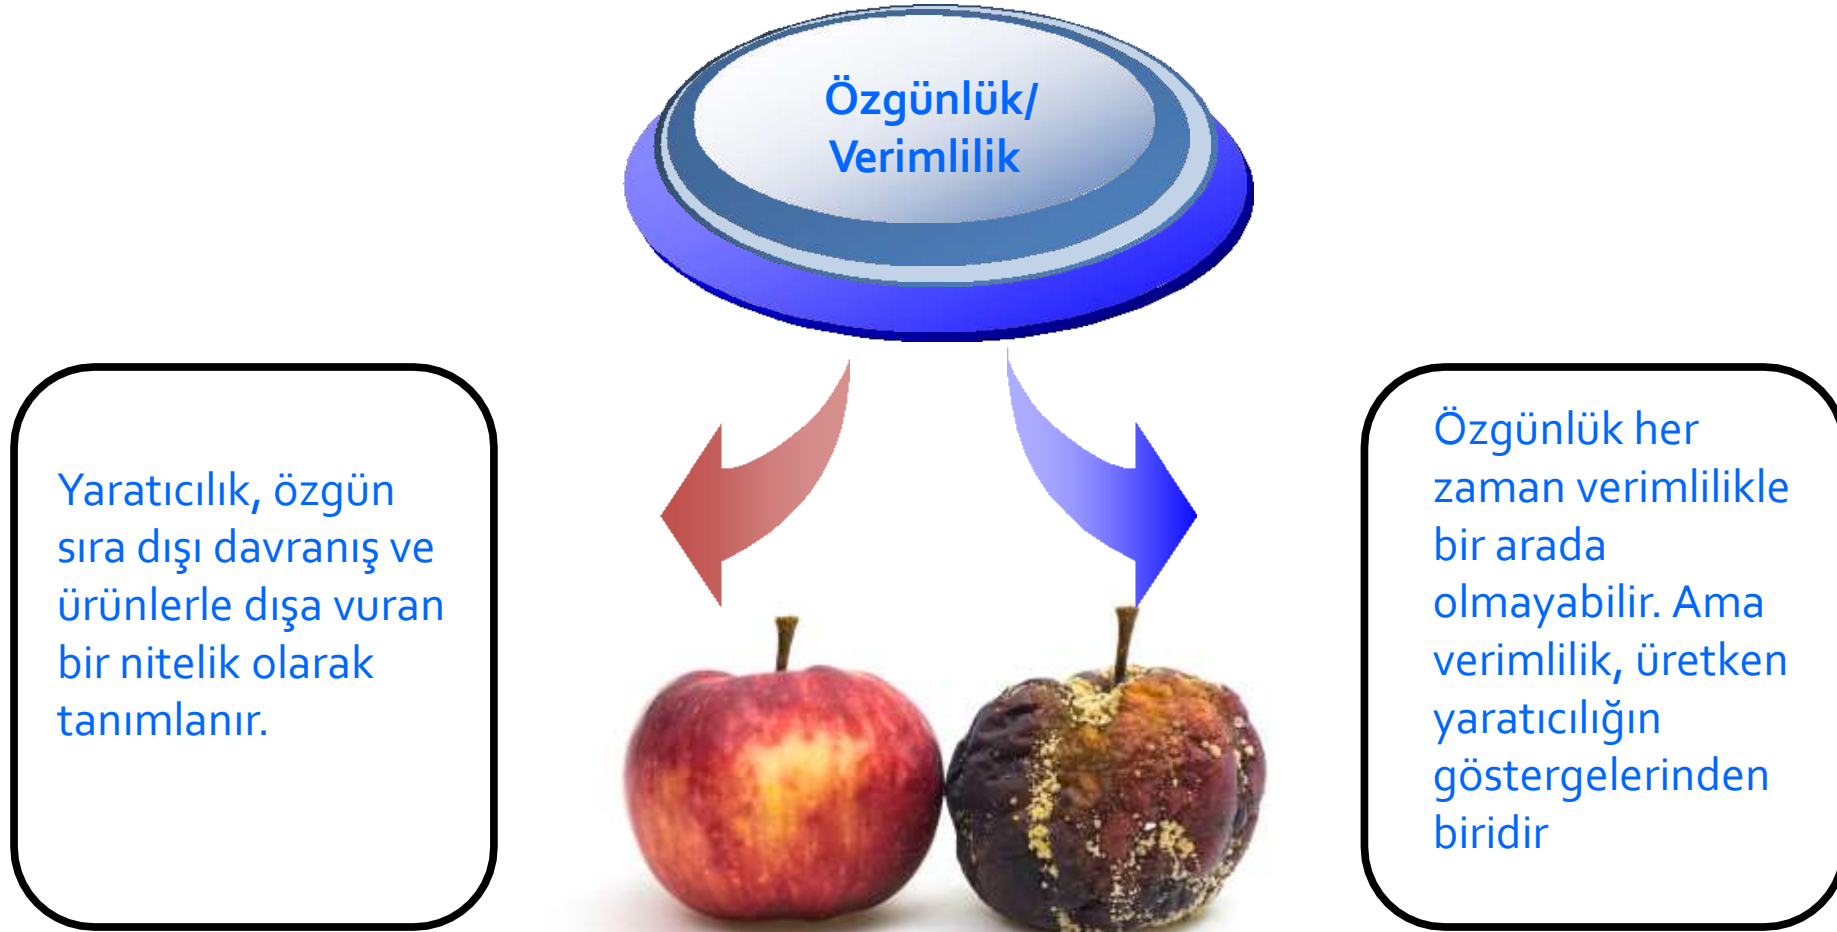 Özgünlük/
Verimlilik
Yaratıcılık, özgün
sıra dışı davranış ve
ürünlerle dışa vuran
bir nitelik olarak
tanımlanır.
Özgünlük her
zaman verimlilikle
bir arada
olmayabilir. Ama
verimlilik, üretken
yaratıcılığın
göstergelerinden
biridir